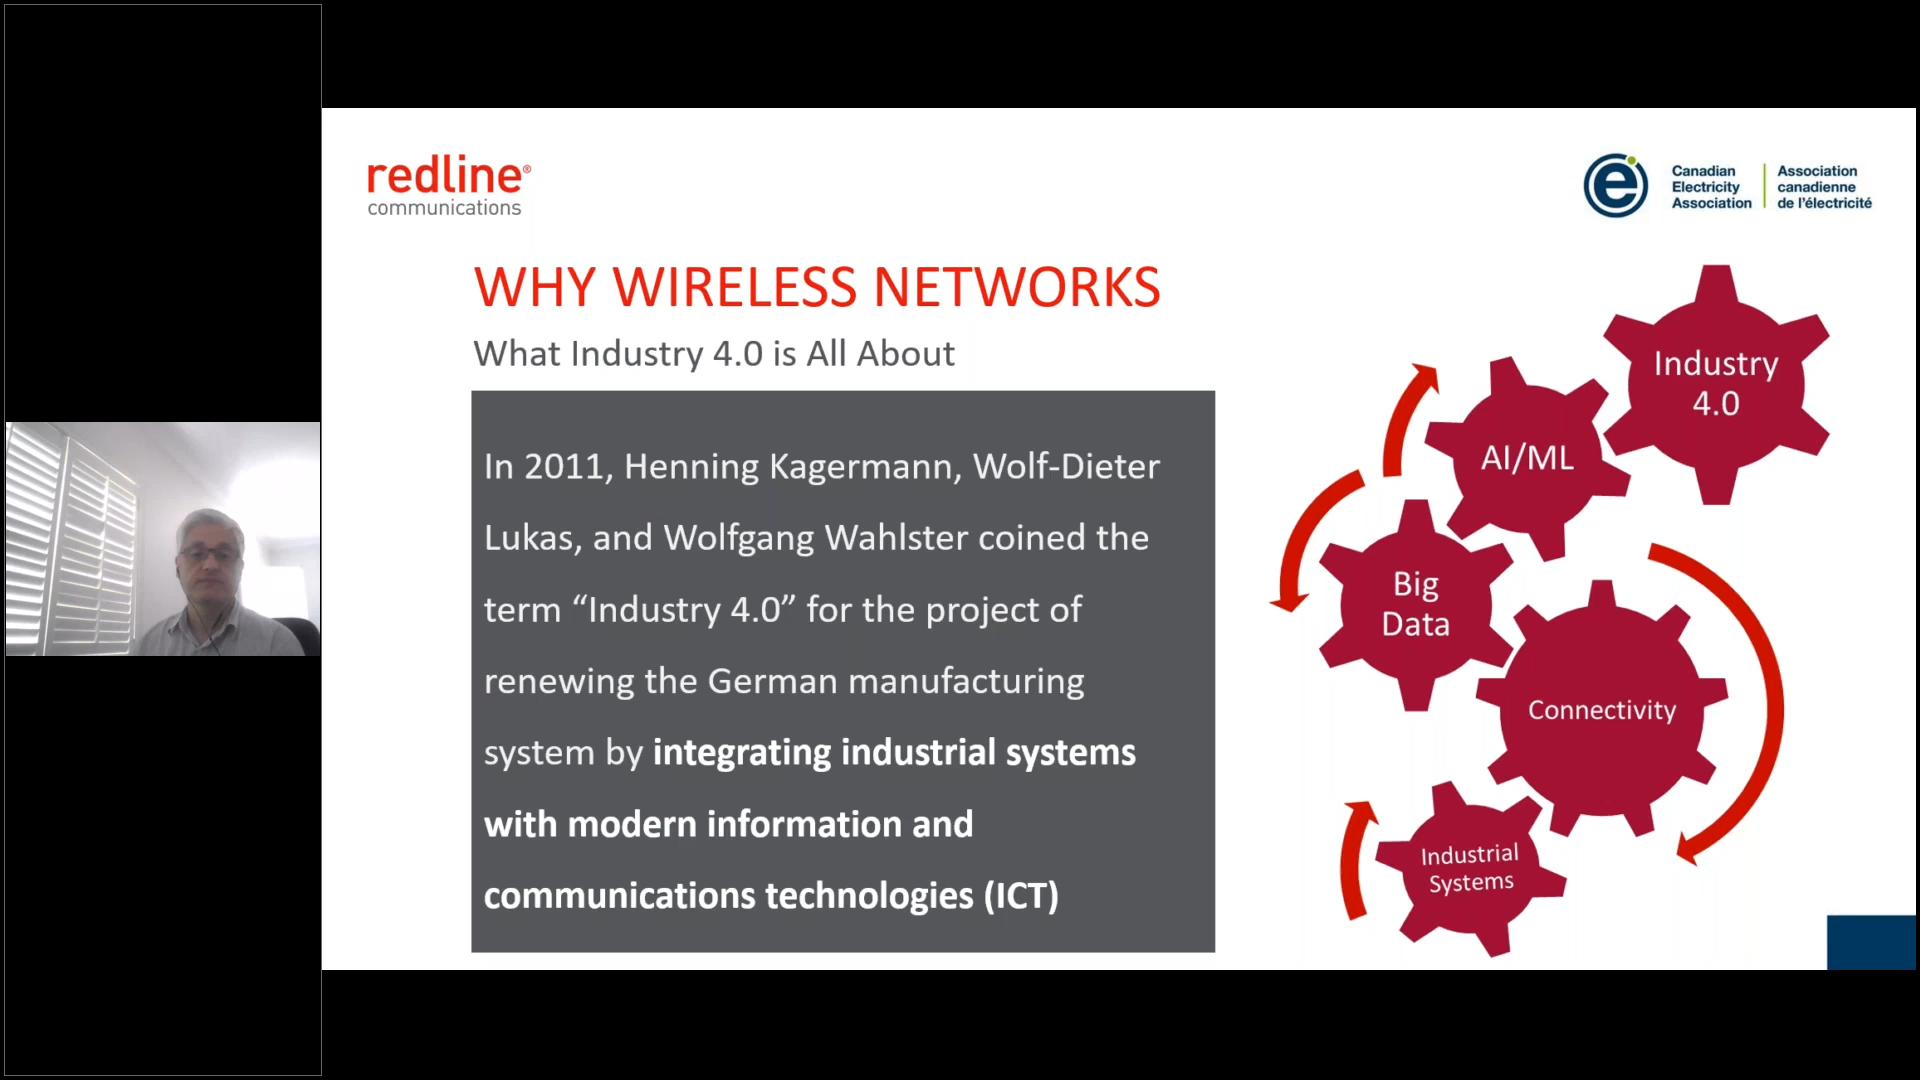 redline®
communications
Canadian
Electricity
Association
Association
canadienne
de l'électricité
WHY WIRELESS NETWORKS
What Industry 4.0 is All About
In 2011, Henning Kagermann, Wolf-Dieter
Lukas, and Wolfgang Wahlster coined the
term “Industry 4.0” for the project of
renewing the German manufacturing
system by integrating industrial systems
with modern information and
communications technologies (ICT)
Industry
4.0
AI/ML
Big
Data
Connectivity
Industrial
Systems